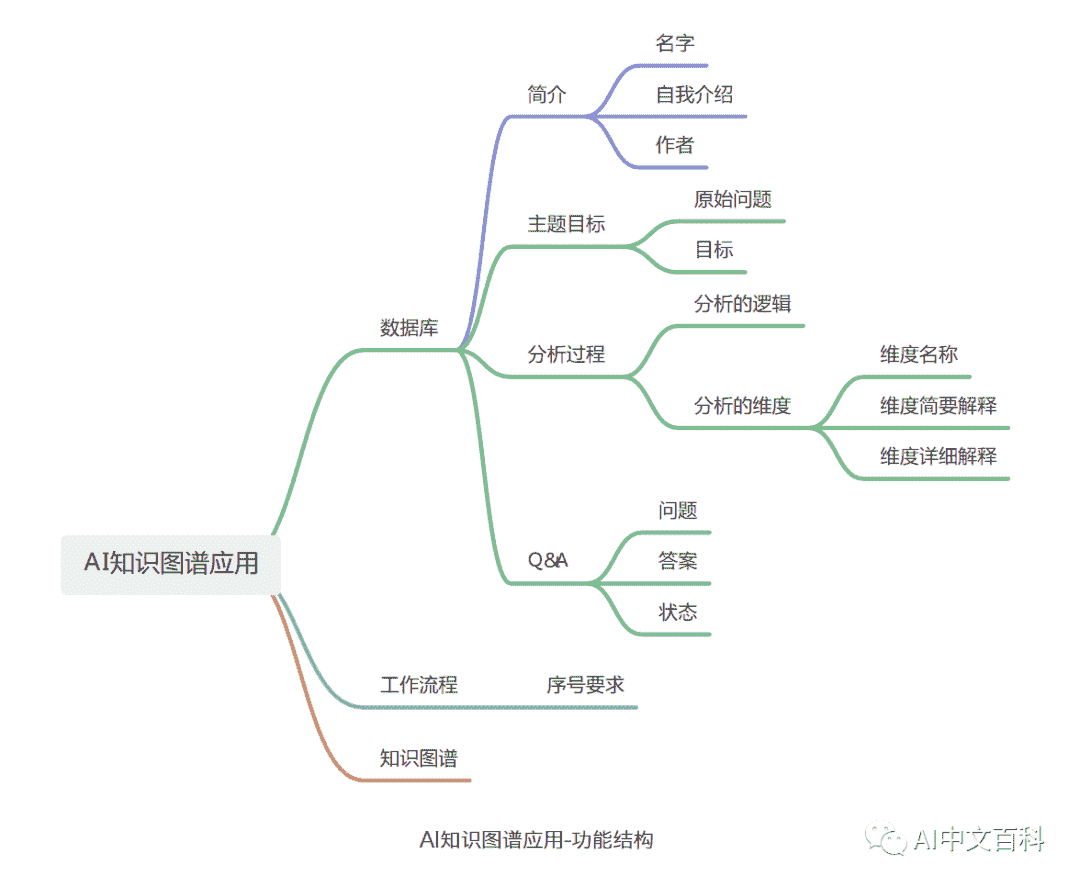 名字
简介
自我介绍
作者
原始问题
主题目标
目标
分析的逻辑
数据库
分析过程
维度名称
分析的维度
维度简要解释
维度详细解释
问题
Q&A
答案
状态
AI知识图谱应用
工作流程
序号要求
知识图谱
AI知识图谱应用-功能结构
AI中文百科